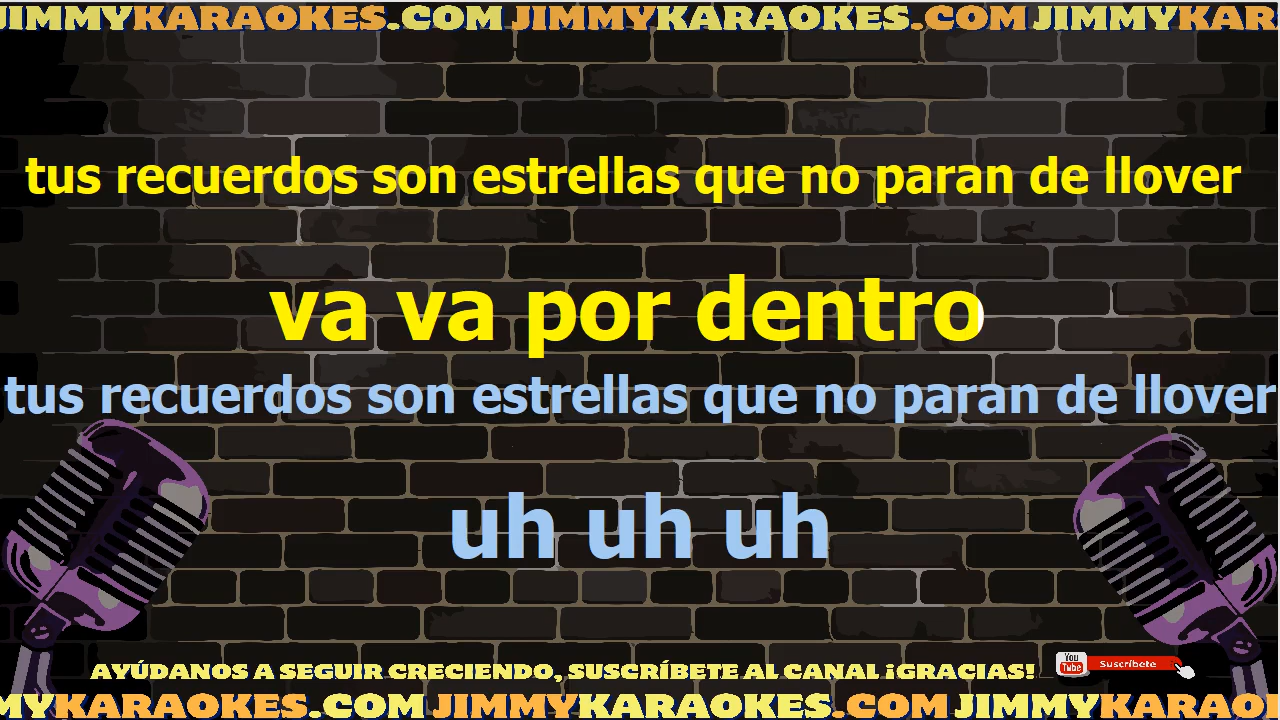 JIMMYKARAOKES.COM JIMMYKARAOKES.COM JIMMYKAR
tus recuerdos son estrellas que no paran de llover
va va por dentro
tus recuerdos son estrellas que no paran de llover
uh uh uh
AYÚDANOS A SEGUIR CRECIENDO, SUSCRÍBETE AL CANAL ¡GRACIAS!
You Tube Suscríbete
MYKARAOKES.COM JIMMYKARAOKES.COM JIMMYKARAO